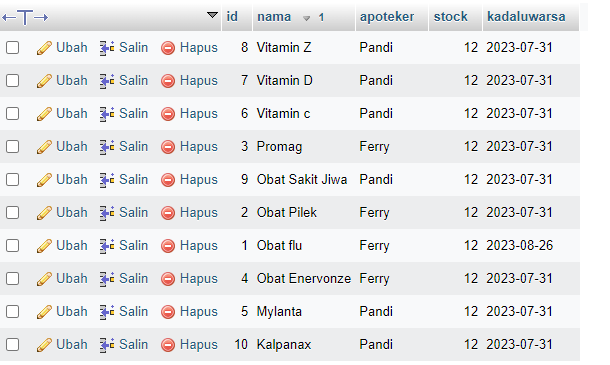 ←T→ id nama 1 apoteker stock kadaluwarsa
Ubah Salin Hapus 8 Vitamin Z Pandi 12 2023-07-31
Ubah Salin Hapus 7 Vitamin D Pandi 12 2023-07-31
Ubah Salin Hapus 6 Vitamin c Pandi 12 2023-07-31
Ubah Salin Hapus 3 Promag Ferry 12 2023-07-31
Ubah Salin Hapus 9 Obat Sakit Jiwa Pandi 12 2023-07-31
Ubah Salin Hapus 2 Obat Pilek Ferry 12 2023-07-31
Ubah Salin Hapus 1 Obat flu Ferry 12 2023-08-26
Ubah Salin Hapus 4 Obat Enervonze Ferry 12 2023-07-31
Ubah Salin Hapus 5 Mylanta Pandi 12 2023-07-31
Ubah Salin Hapus 10 Kalpanax Pandi 12 2023-07-31